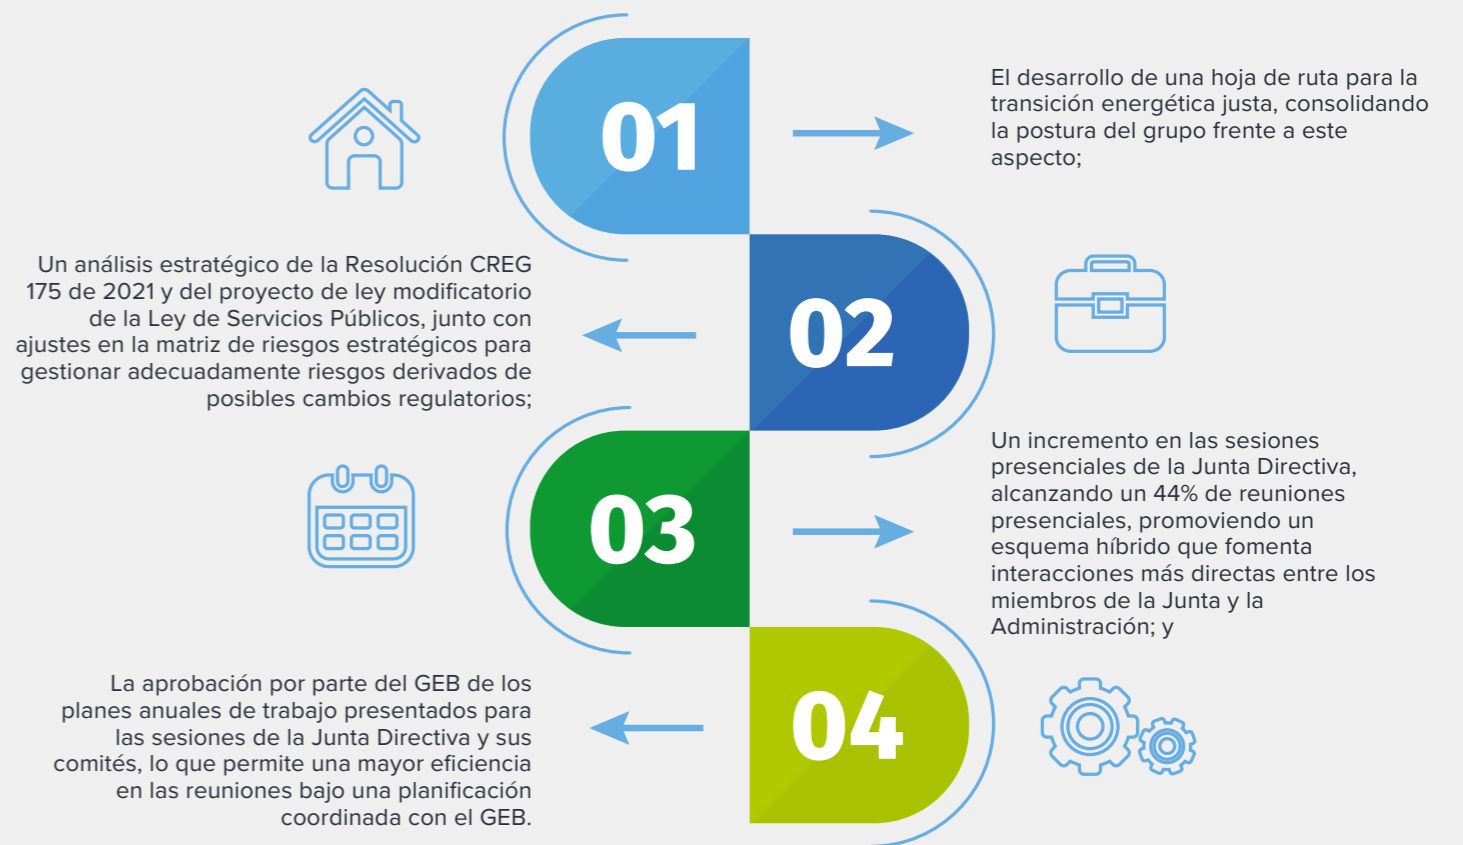 01
El desarrollo de una hoja de ruta para la
transición energética justa, consolidando
la postura del grupo frente a este
aspecto;
02
Un análisis estratégico de la Resolución CREG
175 de 2021 y del proyecto de ley modificatorio
de la Ley de Servicios Públicos, junto con
ajustes en la matriz de riesgos estratégicos para
gestionar adecuadamente riesgos derivados de
posibles cambios regulatorios;
03
Un incremento en las sesiones
presenciales de la Junta Directiva,
alcanzando un 44% de reuniones
presenciales, promoviendo un
esquema híbrido que fomenta
interacciones más directas entre los
miembros de la Junta y la
Administración; y
04
La aprobación por parte del GEB de los
planes anuales de trabajo presentados para
las sesiones de la Junta Directiva y sus
comités, lo que permite una mayor eficiencia
en las reuniones bajo una planificación
coordinada con el GEB.